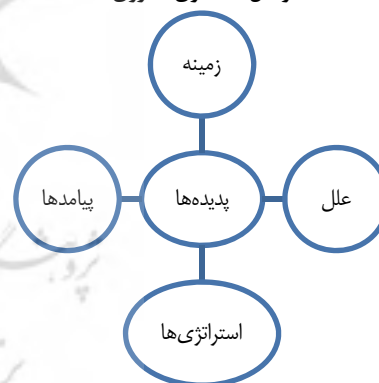 زمینه
علل
پدیده‌ها
پیامدها
استراتژی‌ها